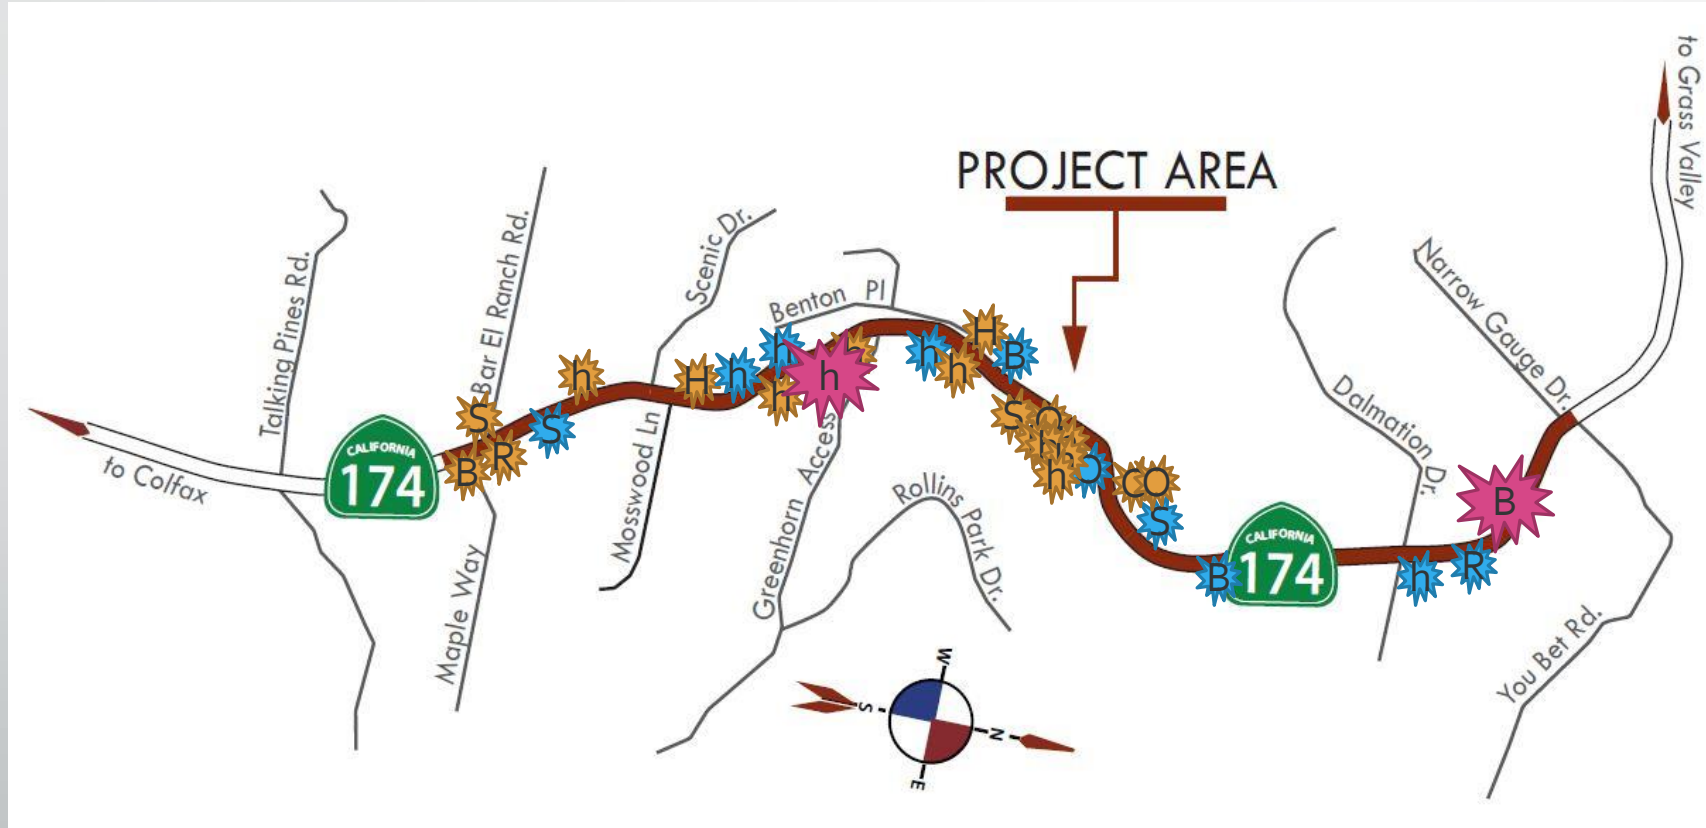 to Grass Valley
PROJECT AREA
Talking Pines Rd.
Bar El Ranch Rd.
Scenic Dr.
Benton Pl
Narrow Gauge Dr.
Dalmation Dr.
to Colfax
CALIFORNIA
174
Maple Way
Mosswood Ln
Greenhorn Access
Rollins Park Dr.
CALIFORNIA
174
You Bet Rd.
S
B
R
S
h
H
h
h
h
h
h
h
h
H
B
S
O
h
h
h
O
C
O
S
B
h
R
B
W
S
N
E